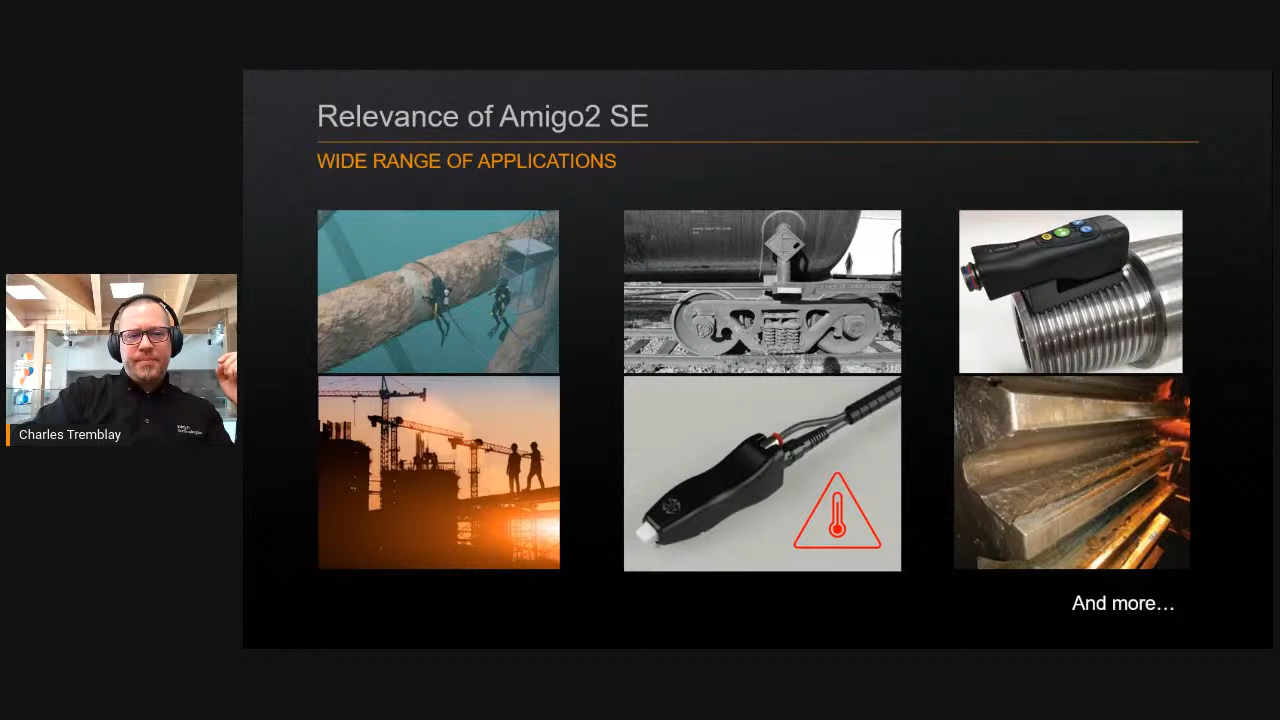 Relevance of Amigo2 SE
WIDE RANGE OF APPLICATIONS
Charles Tremblay
And more…